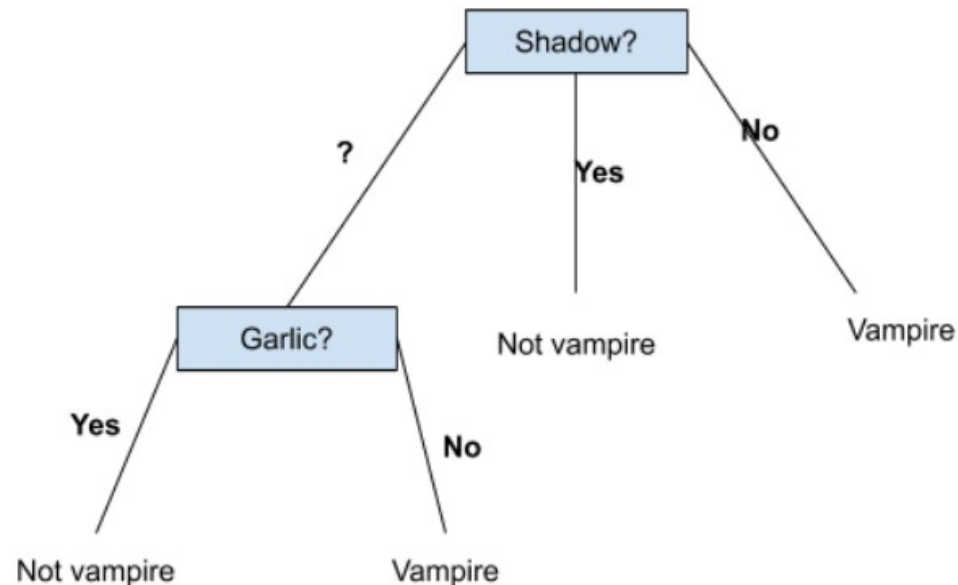 Shadow?
?
Yes
No
Garlic?
Not vampire
Vampire
Yes
No
Not vampire
Vampire